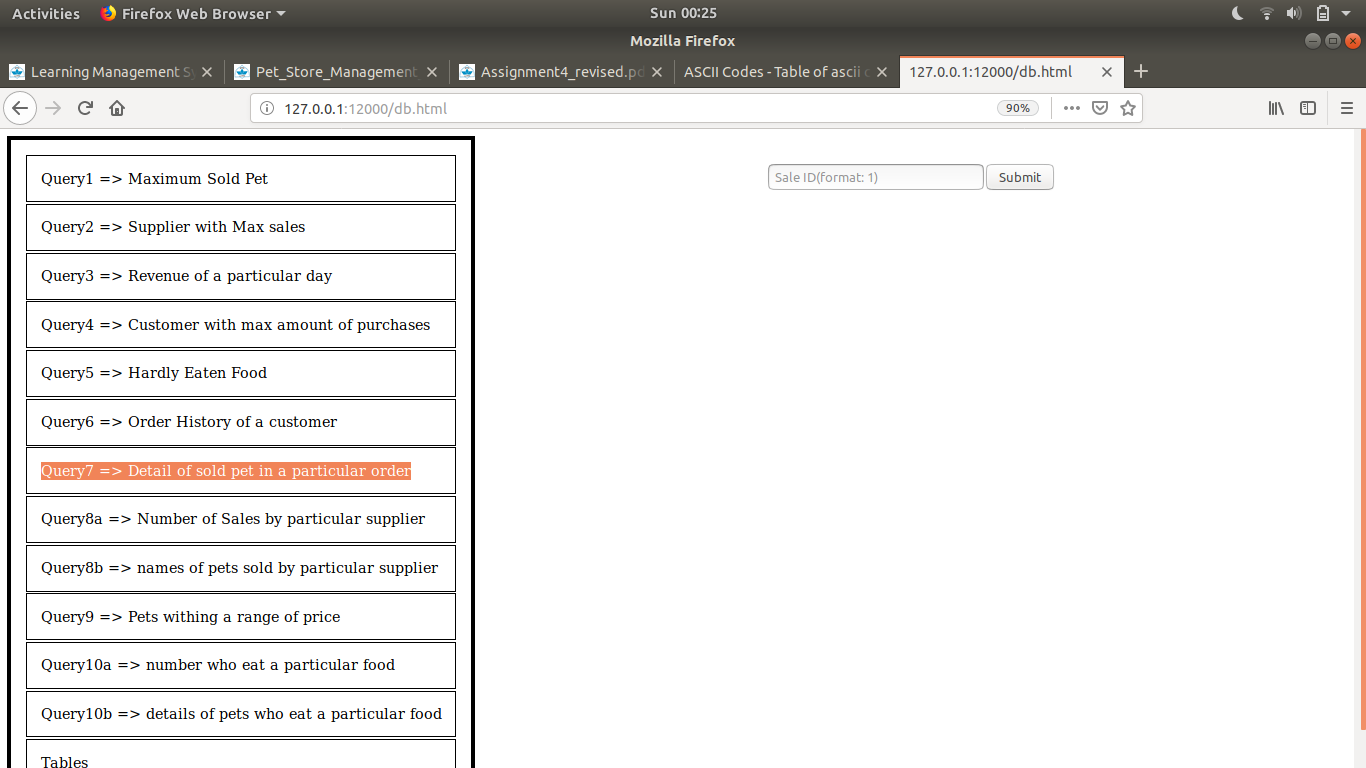 Activities Firefox Web Browser Sun 00:25
Mozilla Firefox
Learning Management Sy Pet_Store_Management Assignment4_revised.pd ASCII Codes - Table of ascii c 127.0.0.1:12000/db.html
127.0.0.1:12000/db.html 90%
Sale ID(format: 1) Submit
Query1 => Maximum Sold Pet
Query2 => Supplier with Max sales
Query3 => Revenue of a particular day
Query4 => Customer with max amount of purchases
Query5 => Hardly Eaten Food
Query6 => Order History of a customer
Query7 => Detail of sold pet in a particular order
Query8a => Number of Sales by particular supplier
Query8b => names of pets sold by particular supplier
Query9 => Pets withing a range of price
Query10a => number who eat a particular food
Query10b => details of pets who eat a particular food
Tables